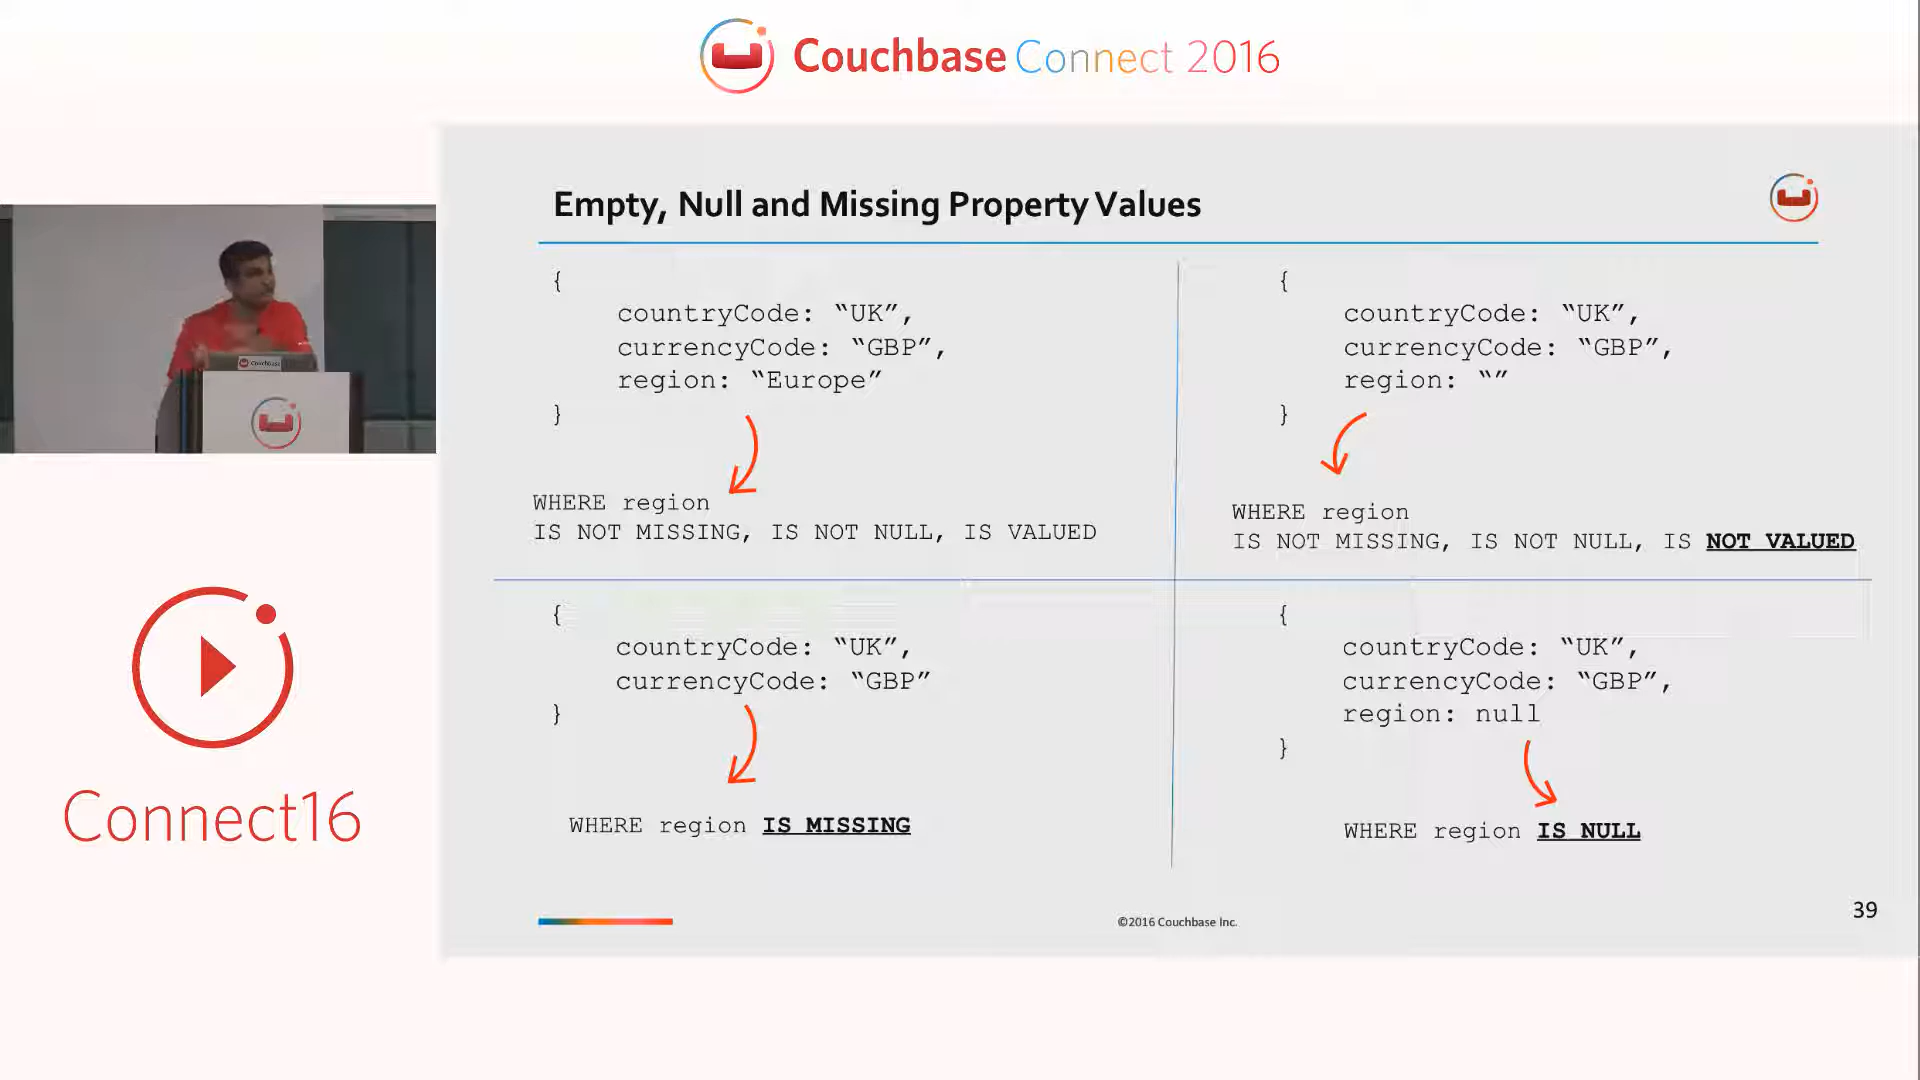 Couchbase Connect 2016
Empty, Null and Missing Property Values
{
countryCode: “UK”,
currencyCode: “GBP”,
region: “Europe”
}
WHERE region
IS NOT MISSING, IS NOT NULL, IS VALUED
{
countryCode: “UK”,
currencyCode: “GBP”,
region: “”
}
WHERE region
IS NOT MISSING, IS NOT NULL, IS NOT VALUED
{
countryCode: “UK”,
currencyCode: “GBP”
}
WHERE region IS MISSING
{
countryCode: “UK”,
currencyCode: “GBP”,
region: null
}
WHERE region IS NULL
©2016 Couchbase Inc.
39
Couchbase
Connect16